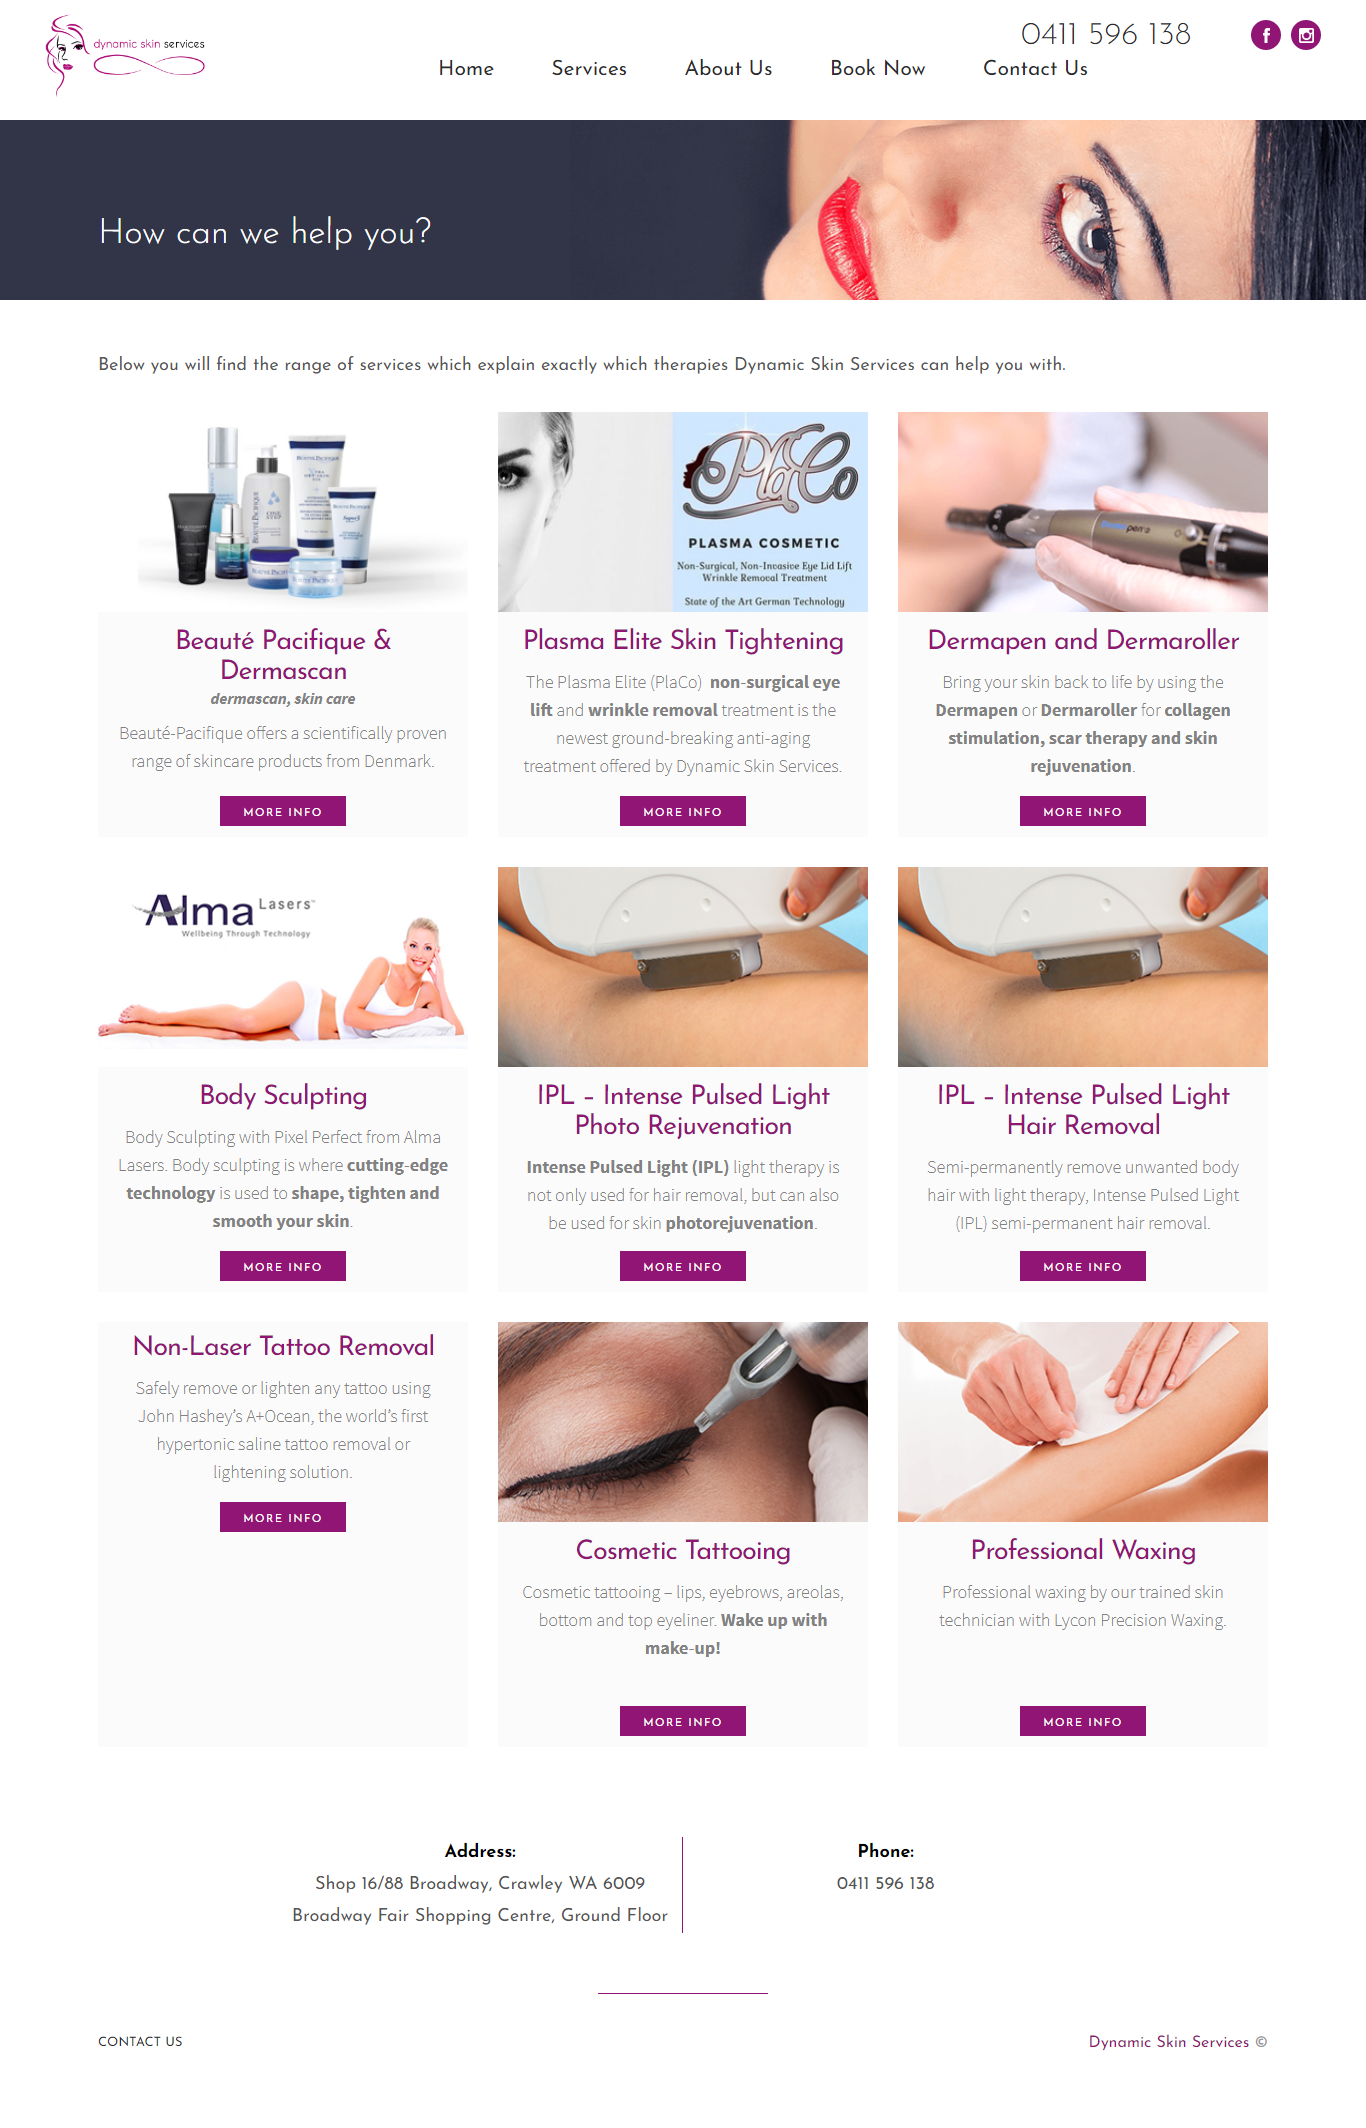 dynamic skin services
0411 596 138
Home Services About Us Book Now Contact Us
How can we help you?
Below you will find the range of services which explain exactly which therapies Dynamic Skin Services can help you with.
Beauté Pacifique &
Dermascan
dermascan, skin care
Beauté-Pacifique offers a scientifically proven
range of skincare products from Denmark.
MORE INFO
PlaCo
PLASMA COSMETIC
Non-Surgical, Non-Invasive Eye Lid Lift
Wrinkle Removal Treatment
State of the Art German Technology
Plasma Elite Skin Tightening
The Plasma Elite (PlaCo) non-surgical eye
lift and wrinkle removal treatment is the
newest ground-breaking anti-aging
treatment offered by Dynamic Skin Services.
MORE INFO
Dermapen and Dermaroller
Bring your skin back to life by using the
Dermapen or Dermaroller for collagen
stimulation, scar therapy and skin
rejuvenation.
MORE INFO
Alma Lasers™
Wellbeing Through Technology
Body Sculpting
Body Sculpting with Pixel Perfect from Alma
Lasers. Body sculpting is where cutting-edge
technology is used to shape, tighten and
smooth your skin.
MORE INFO
IPL – Intense Pulsed Light
Photo Rejuvenation
Intense Pulsed Light (IPL) light therapy is
not only used for hair removal, but can also
be used for skin photorejuvenation.
MORE INFO
IPL – Intense Pulsed Light
Hair Removal
Semi-permanently remove unwanted body
hair with light therapy, Intense Pulsed Light
(IPL) semi-permanent hair removal.
MORE INFO
Non-Laser Tattoo Removal
Safely remove or lighten any tattoo using
John Hashey’s A+Ocean, the world’s first
hypertonic saline tattoo removal or
lightening solution.
MORE INFO
Cosmetic Tattooing
Cosmetic tattooing – lips, eyebrows, areolas,
bottom and top eyeliner. Wake up with
make-up!
MORE INFO
Professional Waxing
Professional waxing by our trained skin
technician with Lycon Precision Waxing.
MORE INFO
Address:
Shop 16/88 Broadway, Crawley WA 6009
Broadway Fair Shopping Centre, Ground Floor
Phone:
0411 596 138
CONTACT US
Dynamic Skin Services ©